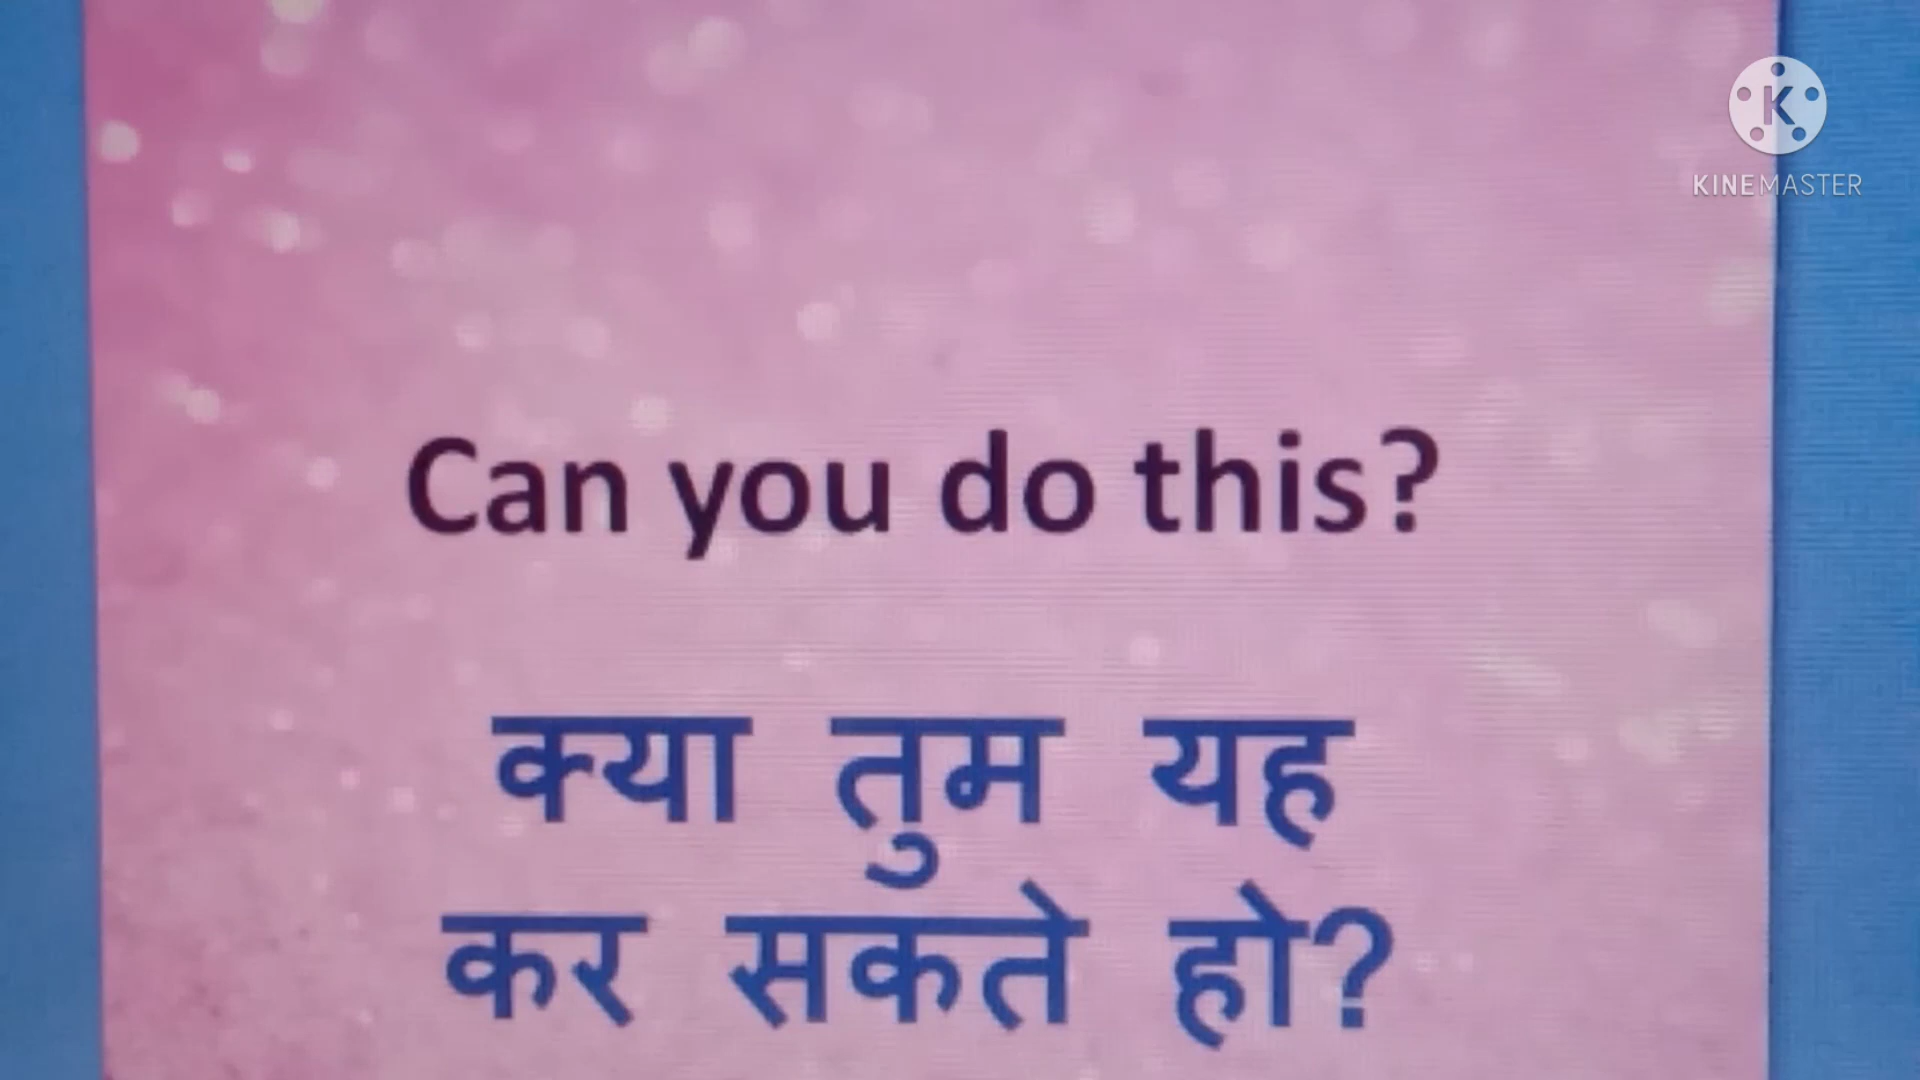 K
KINEMASTER
Can you do this?
क्या तुम यह
कर सकते हो?